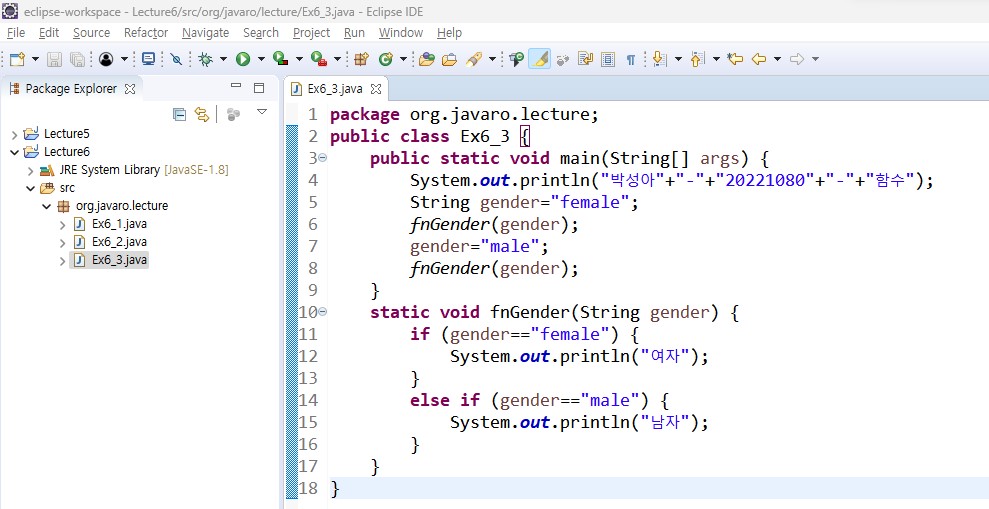 eclipse-workspace - Lecture6/src/org/javaro/lecture/Ex6_3.java - Eclipse IDE
File Edit Source Refactor Navigate Search Project Run Window Help
Package Explorer
Lecture5
Lecture6
JRE System Library [JavaSE-1.8]
src
org.javaro.lecture
Ex6_1.java
Ex6_2.java
Ex6_3.java
Ex6_3.java
1 package org.javaro.lecture;
2 public class Ex6_3 {
3 public static void main(String[] args) {
4 System.out.println("박성아"+"-"+"20221080"+"-"+"함수");
5 String gender="female";
6 fnGender(gender);
7 gender="male";
8 fnGender(gender);
9 }
10 static void fnGender(String gender) {
11 if (gender=="female") {
12 System.out.println("여자");
13 }
14 else if (gender=="male") {
15 System.out.println("남자");
16 }
17 }
18 }